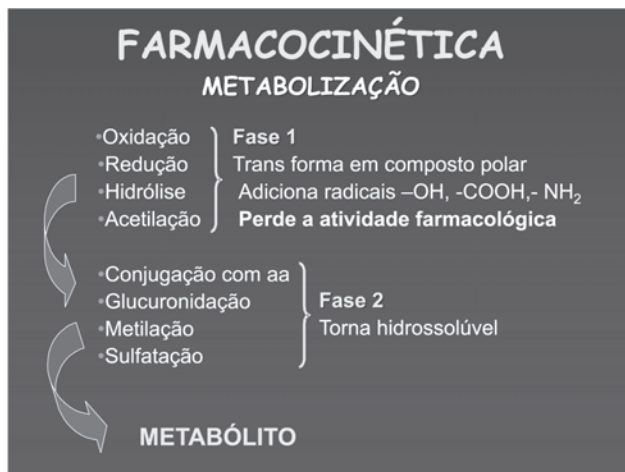 FARMACOCINÉTICA
METABOLIZAÇÃO
•Oxidação
•Redução
•Hidrólise
•Acetilação
Fase 1
Trans forma em composto polar
Adiciona radicais –OH, -COOH,- NH₂
Perde a atividade farmacológica
•Conjugação com aa
•Glucuronidação
•Metilação
•Sulfatação
Fase 2
Torna hidrossolúvel
METABÓLITO